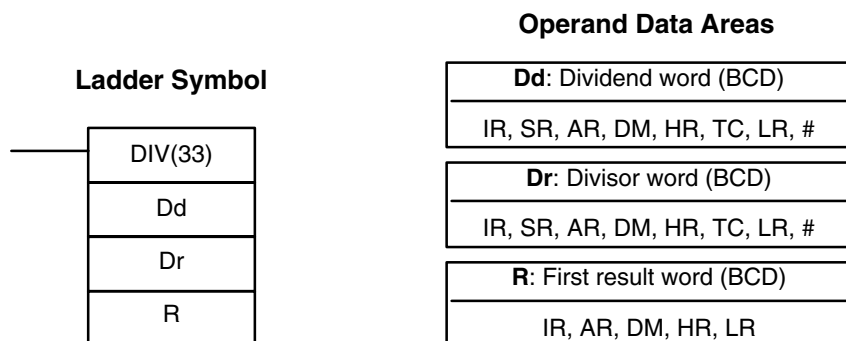 Ladder Symbol
DIV(33)
Dd
Dr
R
Operand Data Areas
Dd: Dividend word (BCD)
IR, SR, AR, DM, HR, TC, LR, #
Dr: Divisor word (BCD)
IR, SR, AR, DM, HR, TC, LR, #
R: First result word (BCD)
IR, AR, DM, HR, LR